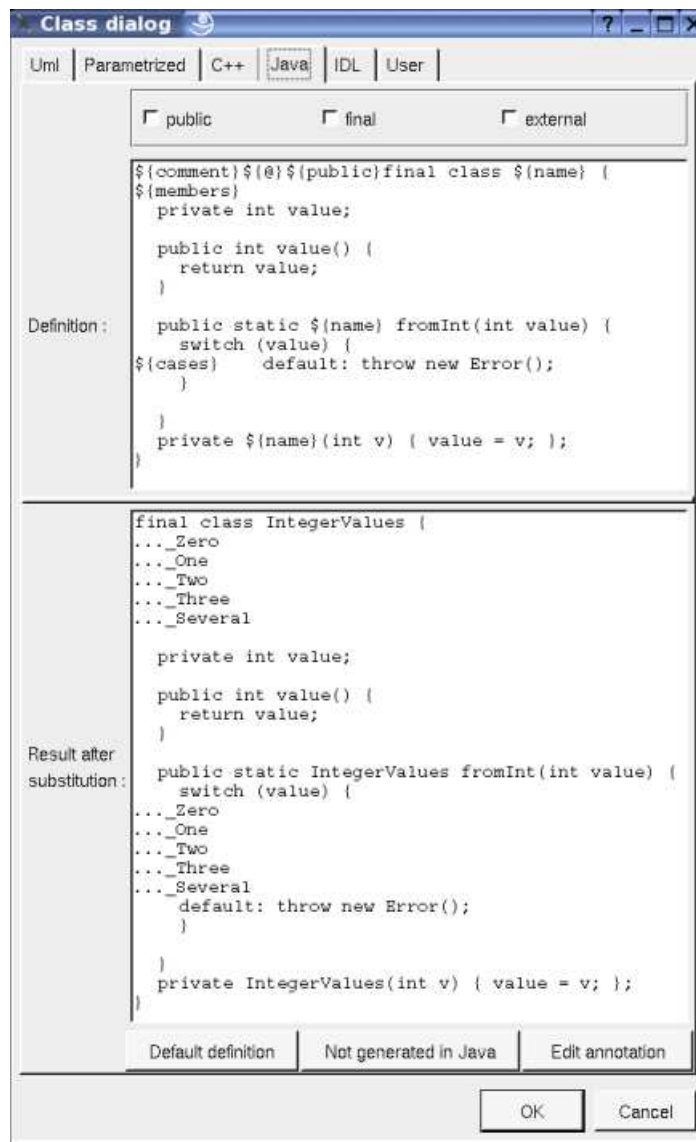 Class dialog
Uml Parametrized C++ Java IDL User
public final external
Definition :
${comment}${@}${public}final class ${name} {
${members}
  private int value;
  public int value() {
    return value;
  }
  public static ${name} fromInt(int value) {
    switch (value) {
${cases}    default: throw new Error();
    }
  }
  private ${name}(int v) { value = v; };
}
Result after
substitution :
final class IntegerValues {
..._Zero
..._One
..._Two
..._Three
..._Several
  private int value;
  public int value() {
    return value;
  }
  public static IntegerValues fromInt(int value) {
    switch (value) {
..._Zero
..._One
..._Two
..._Three
..._Several
    default: throw new Error();
    }
  }
  private IntegerValues(int v) { value = v; };
}
Default definition Not generated in Java Edit annotation
OK Cancel